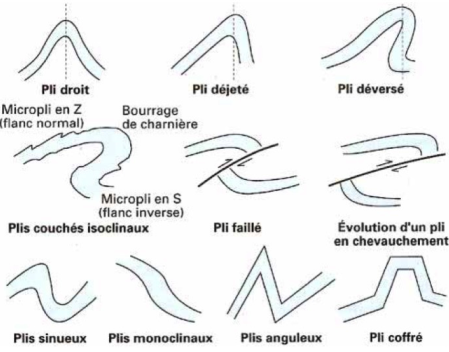 Pli droit
Pli déjeté
Pli déversé
Micropli en Z
(flanc normal)
Bourrage
de charnière
Micropli en S
(flanc inverse)
Plis couchés isoclinaux
Pli faillé
Évolution d'un pli
en chevauchement
Plis sinueux
Plis monoclinaux
Plis anguleux
Pli coffré